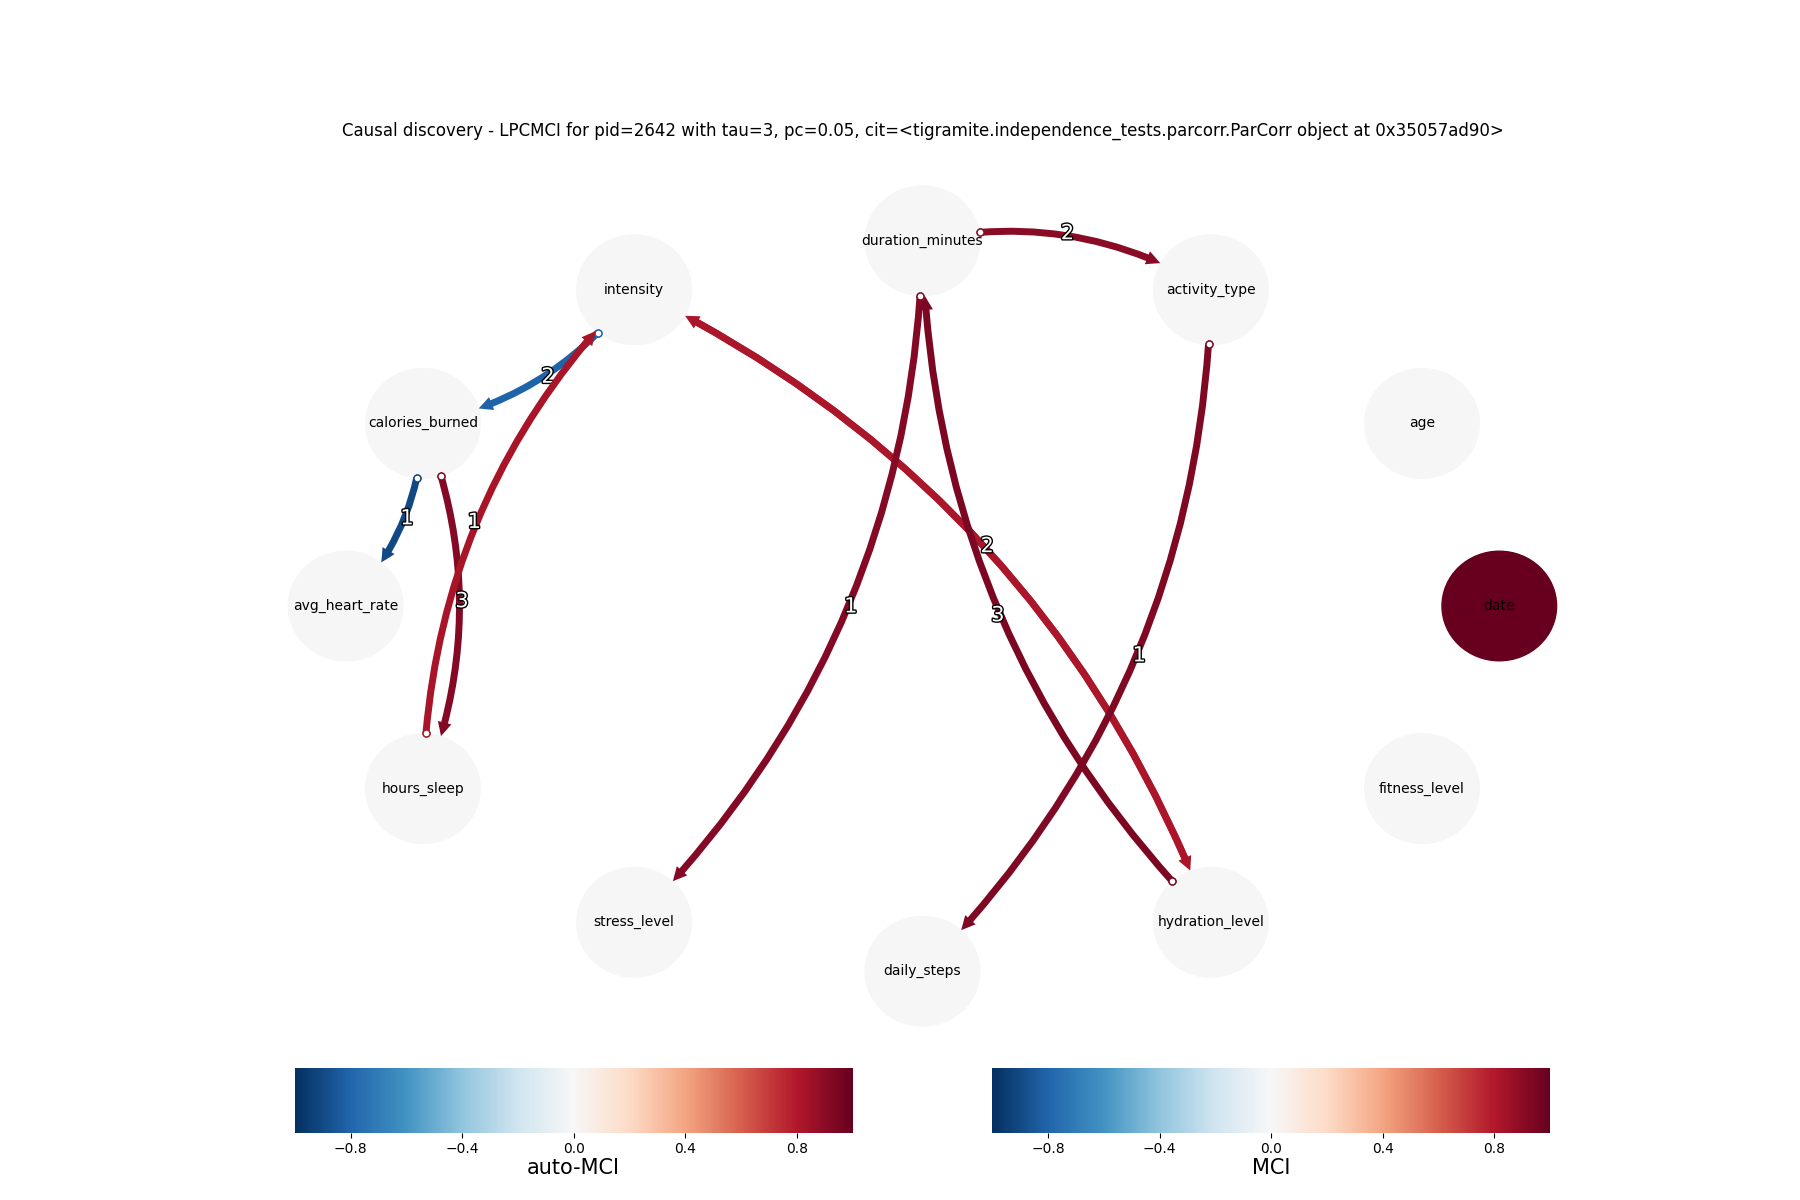 Causal discovery - LPCMCI for pid=2642 with tau=3, pc=0.05, cit=<tigramite.independence_tests.parcorr.ParCorr object at 0x35057ad90>
duration_minutes
2
intensity
activity_type
2
calories_burned
age
1
1
2
3
avg_heart_rate
1
date
3
1
hours_sleep
fitness_level
stress_level
hydration_level
daily_steps
−0.8 −0.4 0.0 0.4 0.8
auto-MCI
−0.8 −0.4 0.0 0.4 0.8
MCI